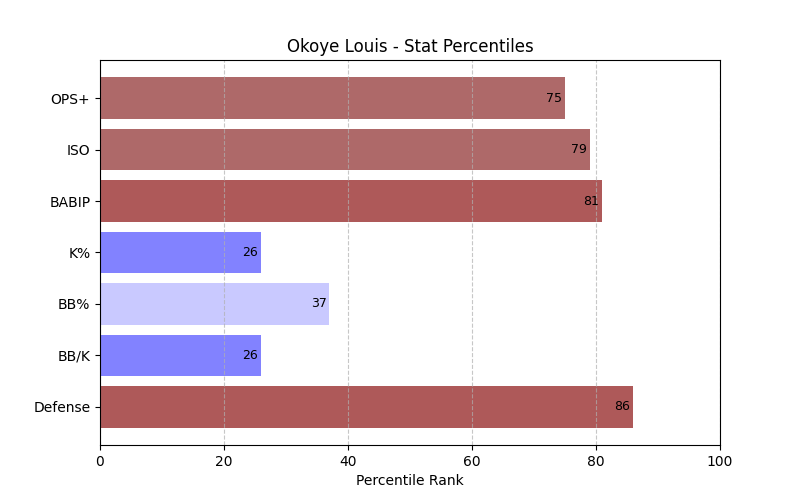 Okoye Louis - Stat Percentiles
OPS+ 75
ISO 79
BABIP 81
K% 26
BB% 37
BB/K 26
Defense 86
0 20 40 60 80 100
Percentile Rank